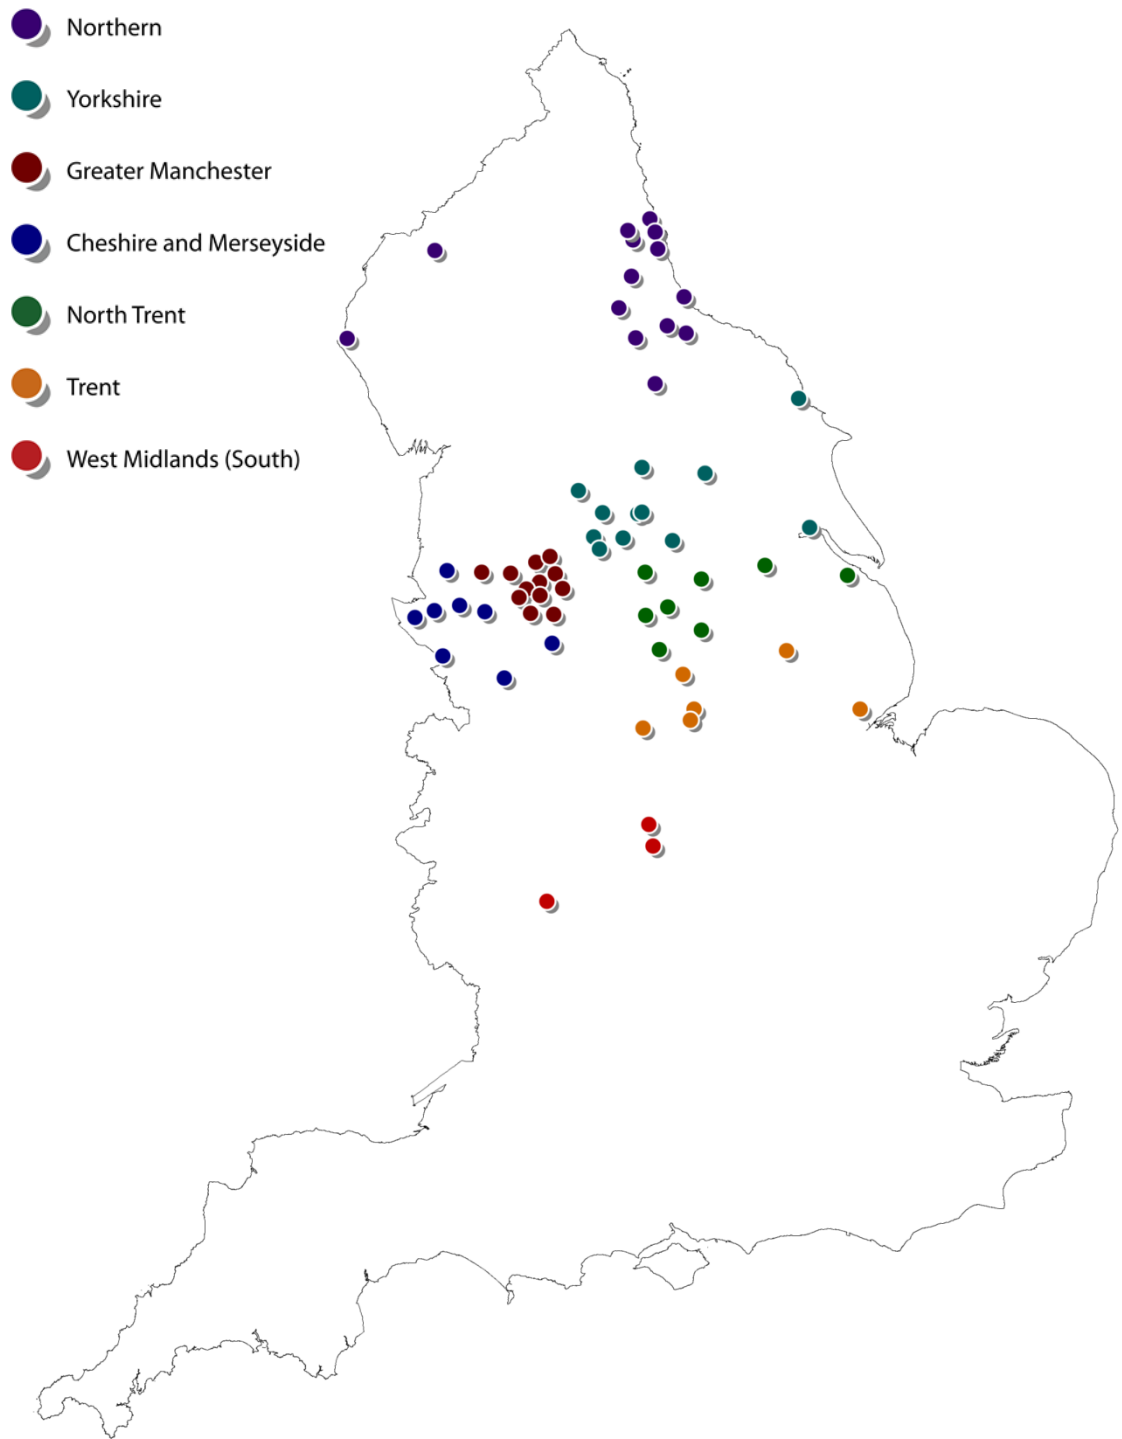 Northern
Yorkshire
Greater Manchester
Cheshire and Merseyside
North Trent
Trent
West Midlands (South)